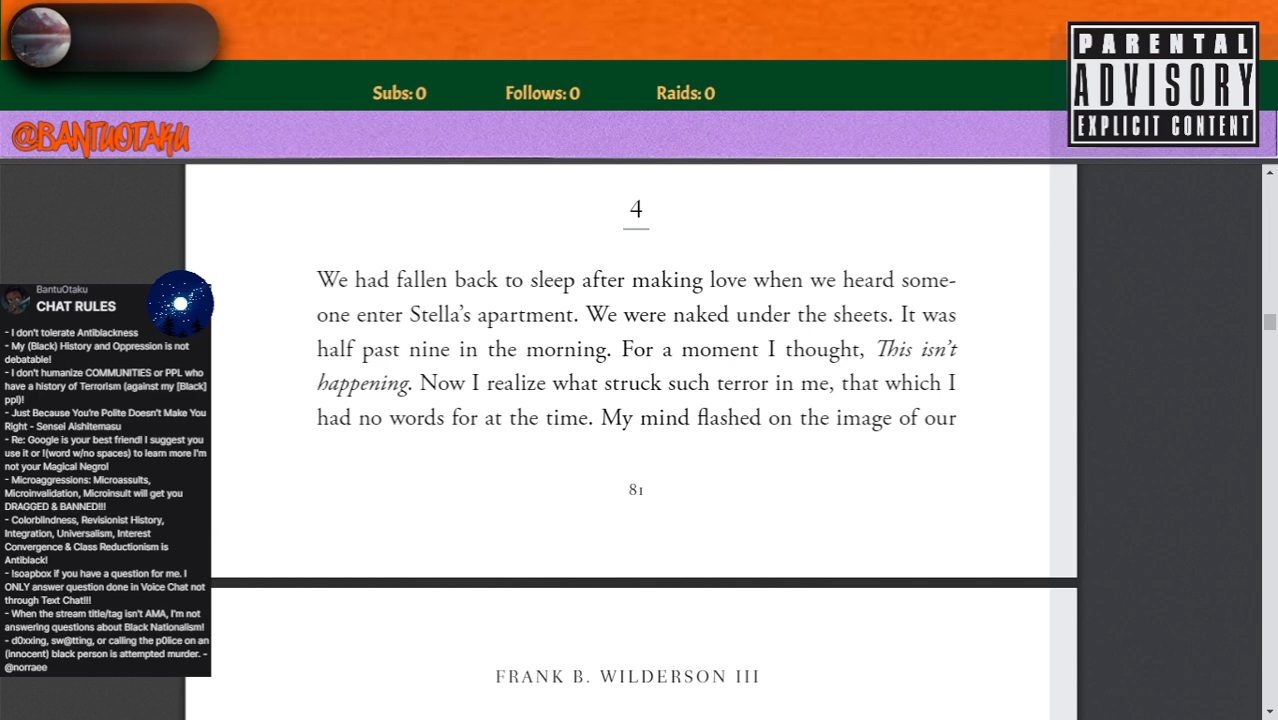 PARENTAL
ADVISORY
EXPLICIT CONTENT
Subs: 0
Follows: 0
Raids: 0
@BANTUOTAKU
4
We had fallen back to sleep after making love when we heard some-
one enter Stella's apartment. We were naked under the sheets. It was
half past nine in the morning. For a moment I thought, This isn't
happening. Now I realize what struck such terror in me, that which I
had no words for at the time. My mind flashed on the image of our
81
FRANK B. WILDERSON III
BantuOtaku
CHAT RULES
- I don't tolerate Antiblackness
- My (Black) History and Oppression is not
debatable!
- I don't humanize COMMUNITIES or PPL who
have a history of Terrorism (against my [Black]
ppl)!
- Just Because You're Polite Doesn't Make You
Right - Sensei Aishitemasu
- Re: Google is your best friend! I suggest you
use it or !(word w/no spaces) to learn more I'm
not your Magical Negro!
- Microaggressions: Microassults,
Microinvalidation, Microinsult will get you
DRAGGED & BANNED!!!
- Colorblindness, Revisionist History,
Integration, Universalism, Interest
Convergence & Class Reductionism is
Antiblack!
- !soapbox if you have a question for me. I
ONLY answer question done in Voice Chat not
through Text Chat!!!
- When the stream title/tag isn't AMA, I'm not
answering questions about Black Nationalism!
- d0xxing, sw@tting, or calling the p0lice on an
(innocent) black person is attempted murder. -
@norraee